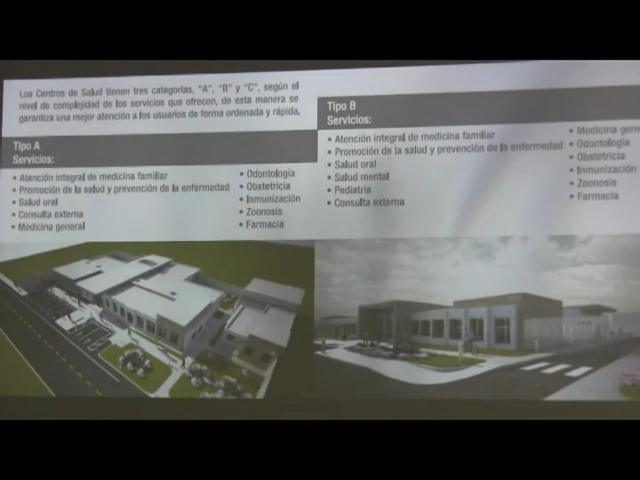 Los Centros de Salud tienen tres categorías, "A", "B" y "C", según el
nivel de complejidad de los servicios que ofrecen, de esta manera se
garantiza una mejor atención a los usuarios de forma ordenada y rápida.
Tipo A
Servicios:
• Atención integral de medicina familiar
• Promoción de la salud y prevención de la enfermedad
• Salud oral
• Consulta externa
• Medicina general
• Odontología
• Obstetricia
• Inmunización
• Zoonosis
• Farmacia
Tipo B
Servicios:
• Atención integral de medicina familiar
• Promoción de la salud y prevención de la enfermedad
• Salud oral
• Salud mental
• Pediatría
• Consulta externa
• Medicina gene
• Odontología
• Obstetricia
• Inmunización
• Zoonosis
• Farmacia